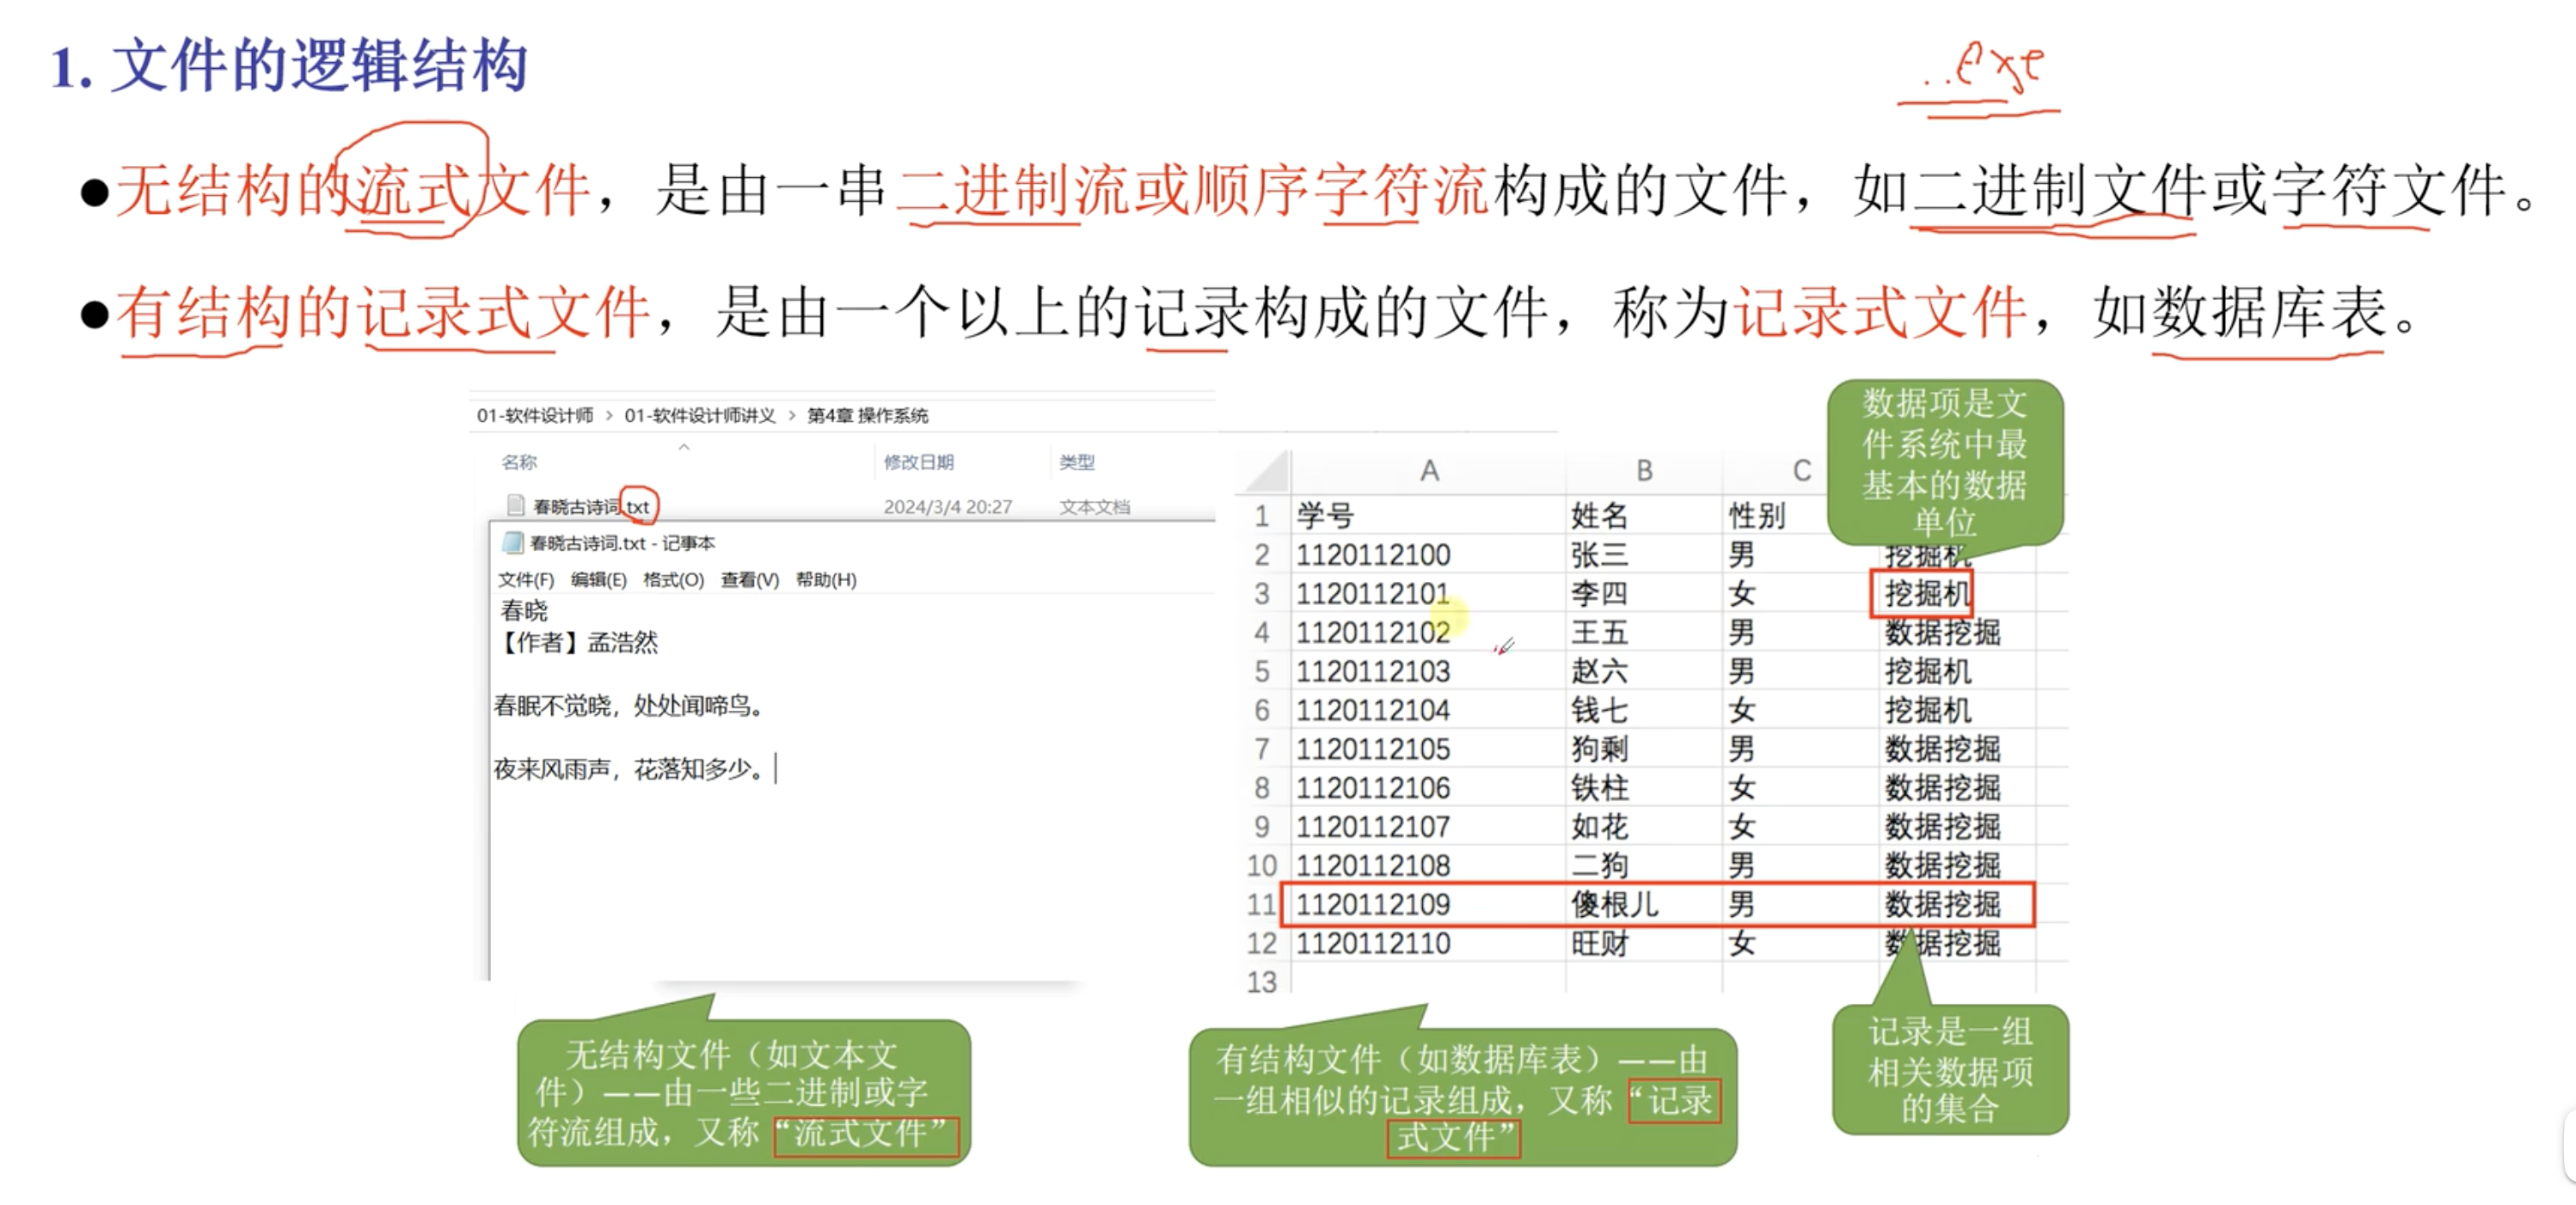 1. 文件的逻辑结构
..exe
●无结构的流式文件，是由一串二进制流或顺序字符流构成的文件，如二进制文件或字符文件。
●有结构的记录式文件，是由一个以上的记录构成的文件，称为记录式文件，如数据库表。
01-软件设计师 > 01-软件设计师讲义 > 第4章 操作系统
名称 修改日期 类型
春晓古诗词.txt 2024/3/4 20:27 文本文档
春晓古诗词.txt - 记事本
文件(F) 编辑(E) 格式(O) 查看(V) 帮助(H)
春晓
【作者】孟浩然
春眠不觉晓，处处闻啼鸟。
夜来风雨声，花落知多少。
无结构文件（如文本文
件）——由一些二进制或字
符流组成，又称“流式文件”
数据项是文
件系统中最
基本的数据
单位
A B C
1 学号 姓名 性别
2 1120112100 张三 男 挖掘机
3 1120112101 李四 女 挖掘机
4 1120112102 王五 男 数据挖掘
5 1120112103 赵六 男 挖掘机
6 1120112104 钱七 女 挖掘机
7 1120112105 狗剩 男 数据挖掘
8 1120112106 铁柱 女 数据挖掘
9 1120112107 如花 女 数据挖掘
10 1120112108 二狗 男 数据挖掘
11 1120112109 傻根儿 男 数据挖掘
12 1120112110 旺财 女 数据挖掘
13
有结构文件（如数据库表）——由
一组相似的记录组成，又称“记录
式文件”
记录是一组
相关数据项
的集合